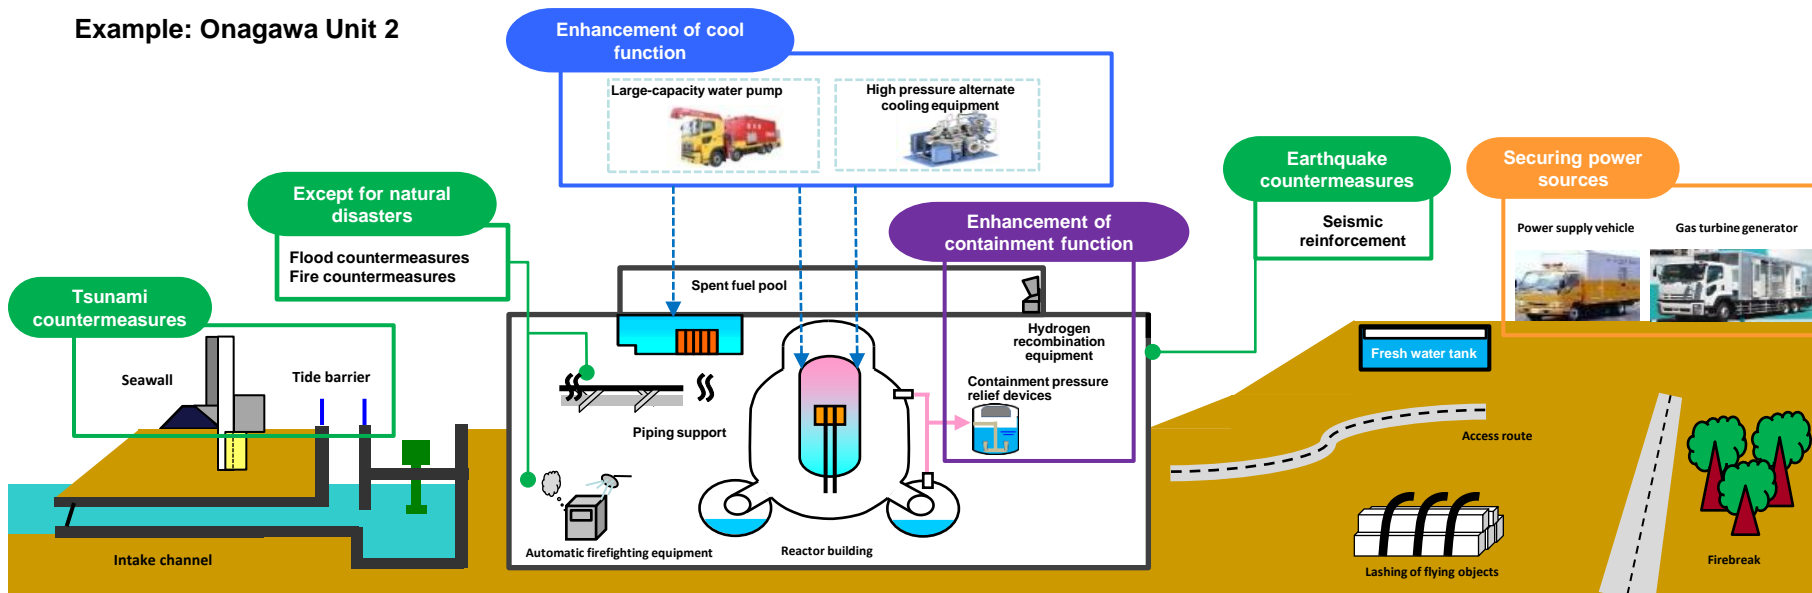 Example: Onagawa Unit 2
Enhancement of cool
function
Large-capacity water pump
High pressure alternate
cooling equipment
Earthquake
countermeasures
Seismic
reinforcement
Securing power
sources
Power supply vehicle
Gas turbine generator
Except for natural
disasters
Flood countermeasures
Fire countermeasures
Enhancement of
containment function
Tsunami
countermeasures
Seawall
Tide barrier
Spent fuel pool
Hydrogen
recombination
equipment
Containment pressure
relief devices
Fresh water tank
Piping support
Access route
Automatic firefighting equipment
Reactor building
Intake channel
Lashing of flying objects
Firebreak